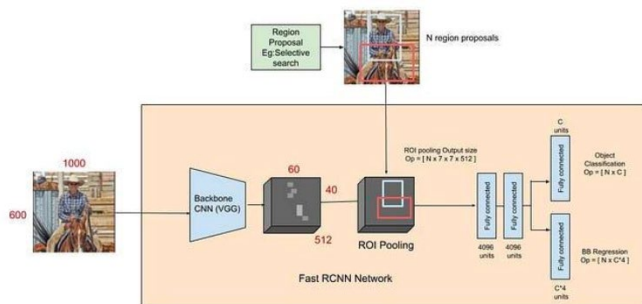 Region
Proposal
Eg:Selective
search
N region proposals
1000
600
Backbone
CNN (VGG)
60
40
512
ROI pooling Output size
Op = [ N x 7 x 7 x 512 ]
ROI Pooling
Fully connected
4096
units
Fully connected
4096
units
C
units
Fully connected
Object
Classification
Op = [ N x C ]
Fully connected
C*4
units
BB Regression
Op = [ N x C*4 ]
Fast RCNN Network